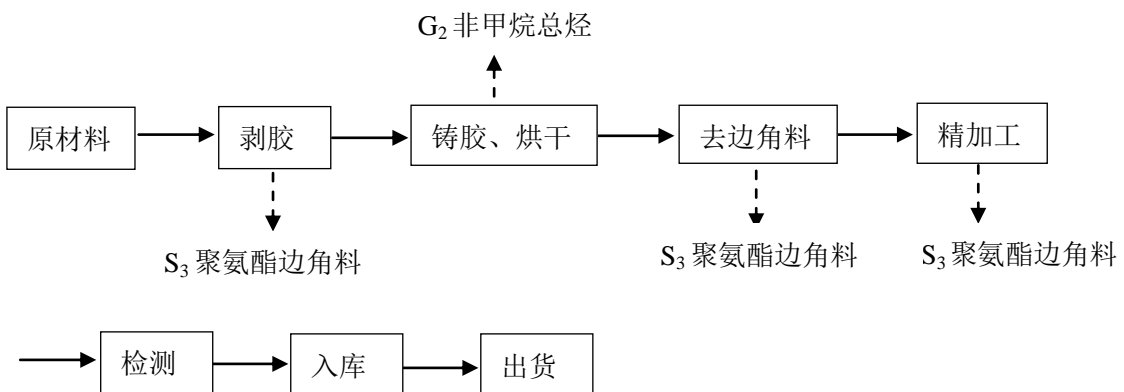 G₂ 非甲烷总烃
原材料
剥胶
铸胶、烘干
去边角料
精加工
S₃ 聚氨酯边角料
S₃ 聚氨酯边角料
S₃ 聚氨酯边角料
检测
入库
出货